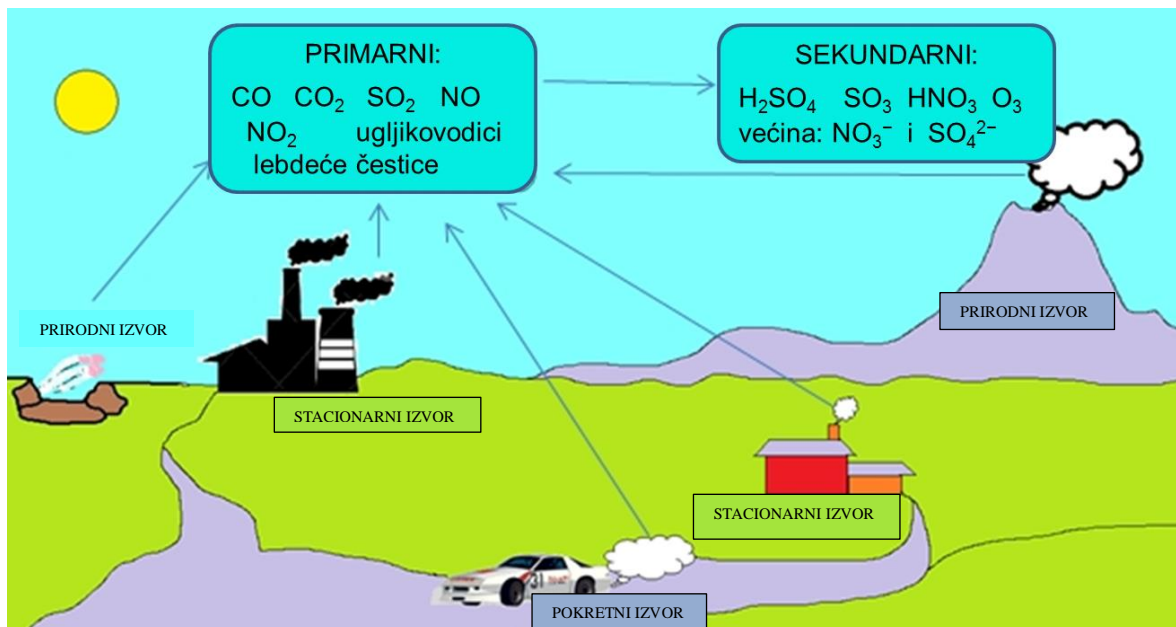 PRIMARNI:
CO CO₂ SO₂ NO
NO₂ ugljikovodici
lebdeće čestice
SEKUNDARNI:
H₂SO₄ SO₃ HNO₃ O₃
većina: NO₃⁻ i SO₄²⁻
PRIRODNI IZVOR
PRIRODNI IZVOR
STACIONARNI IZVOR
STACIONARNI IZVOR
31
POKRETNI IZVOR